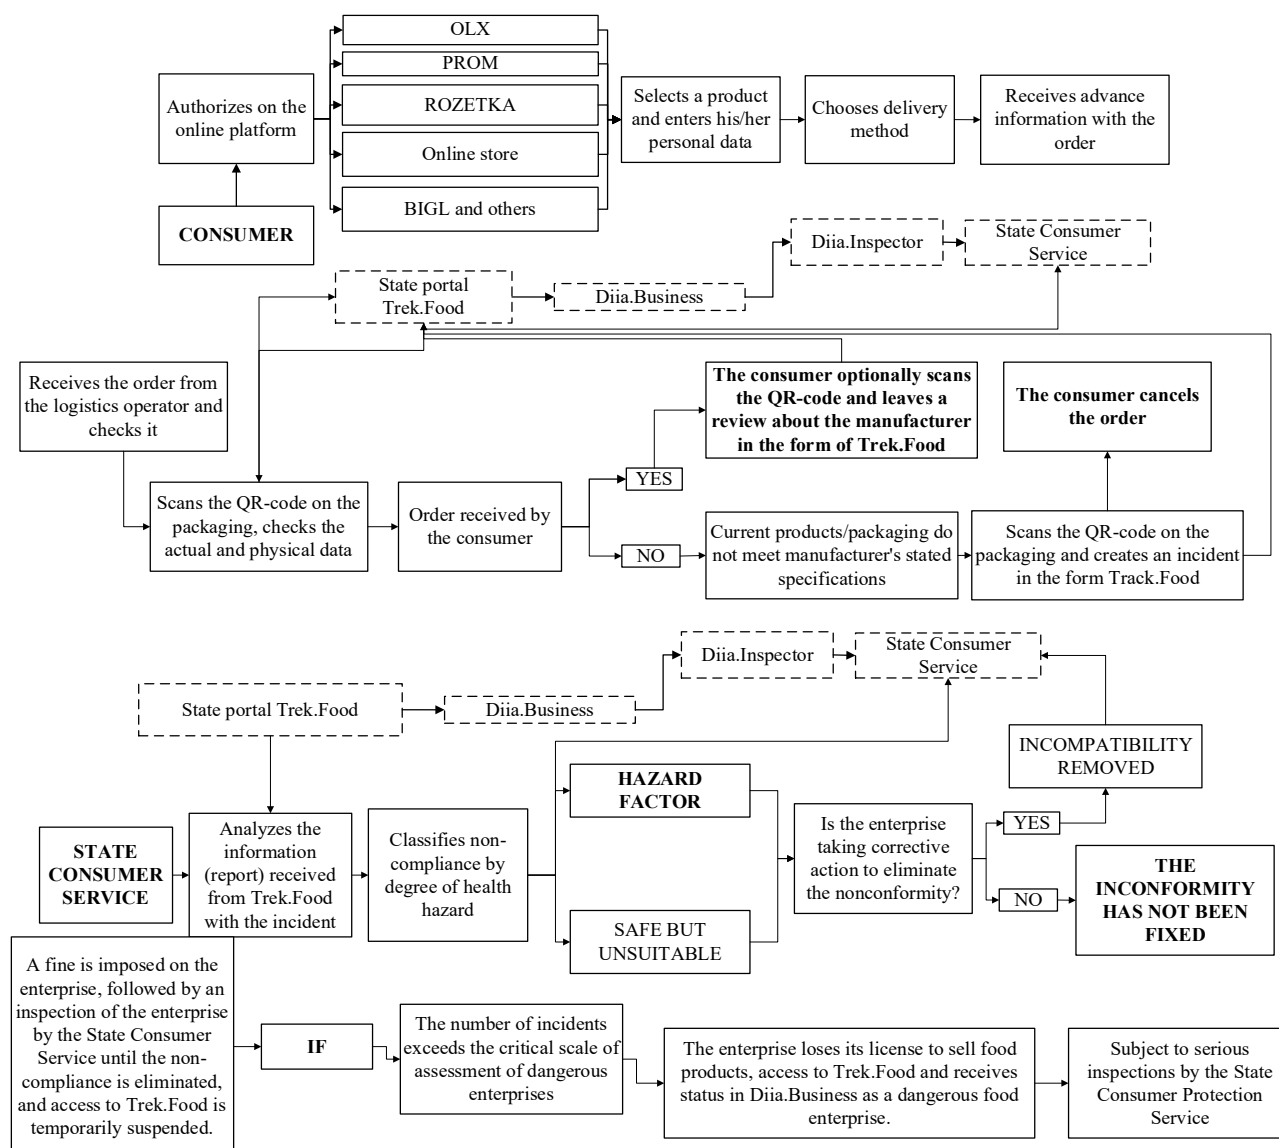 OLX
PROM
ROZETKA
Online store
BIGL and others
Authorizes on the
online platform
CONSUMER
Selects a product
and enters his/her
personal data
Chooses delivery
method
Receives advance
information with the
order
State portal
Trek.Food
Diia.Business
Diia.Inspector
State Consumer
Service
Receives the order from
the logistics operator and
checks it
Scans the QR-code on the
packaging, checks the
actual and physical data
Order received by
the consumer
YES
NO
The consumer optionally scans
the QR-code and leaves a
review about the manufacturer
in the form of Trek.Food
Current products/packaging do
not meet manufacturer's stated
specifications
The consumer cancels
the order
Scans the QR-code on the
packaging and creates an incident
in the form Track.Food
State portal Trek.Food
Diia.Business
Diia.Inspector
State Consumer
Service
STATE
CONSUMER
SERVICE
Analyzes the
information
(report) received
from Trek.Food
with the incident
Classifies non-
compliance by
degree of health
hazard
HAZARD
FACTOR
SAFE BUT
UNSUITABLE
Is the enterprise
taking corrective
action to eliminate
the nonconformity?
YES
NO
INCOMPATIBILITY
REMOVED
THE
INCONFORMITY
HAS NOT BEEN
FIXED
A fine is imposed on the
enterprise, followed by an
inspection of the enterprise
by the State Consumer
Service until the non-
compliance is eliminated,
and access to Trek.Food is
temporarily suspended.
IF
The number of incidents
exceeds the critical scale of
assessment of dangerous
enterprises
The enterprise loses its license to sell food
products, access to Trek.Food and receives
status in Diia.Business as a dangerous food
enterprise.
Subject to serious
inspections by the State
Consumer Protection
Service